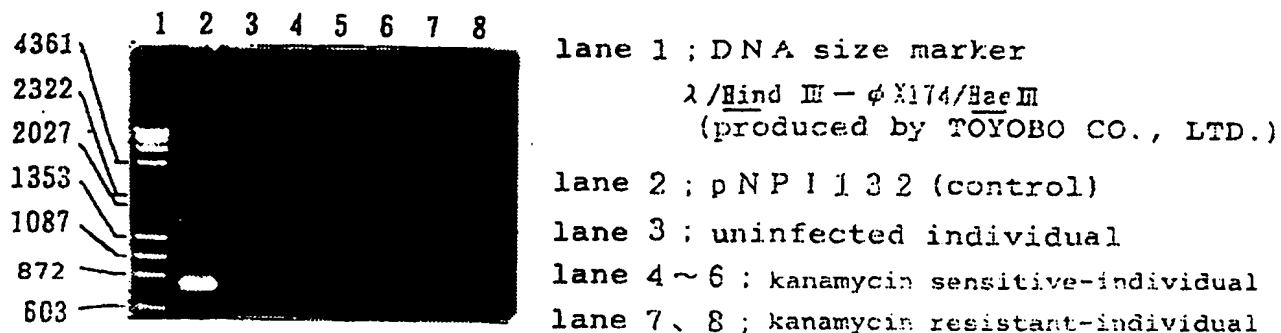 1 2 3 4 5 6 7 8
4361
2322
2027
1353
1087
872
603
lane 1 ; DNA size marker
λ/Hind Ⅲ − φX174/Hae Ⅲ
(produced by TOYOBO CO., LTD.)
lane 2 ; pNPI132 (control)
lane 3 ; uninfected individual
lane 4~6 ; kanamycin sensitive-individual
lane 7、8 ; kanamycin resistant-individual